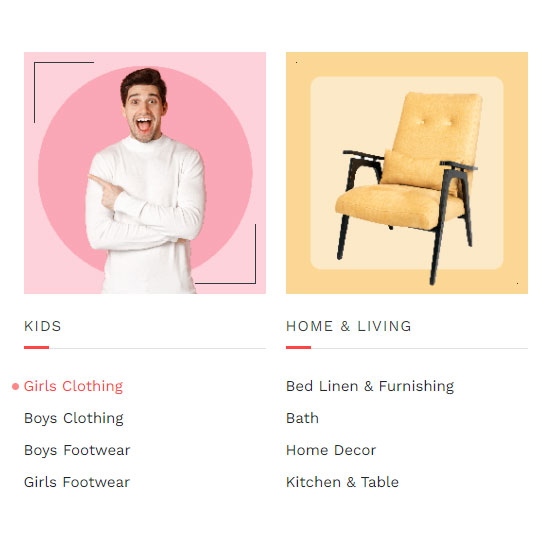 KIDS
Girls Clothing
Boys Clothing
Boys Footwear
Girls Footwear
HOME & LIVING
Bed Linen & Furnishing
Bath
Home Decor
Kitchen & Table